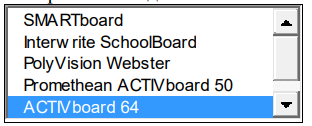 SMARTboard
Interwrite SchoolBoard
PolyVision Webster
Promethean ACTIVboard 50
ACTIVboard 64